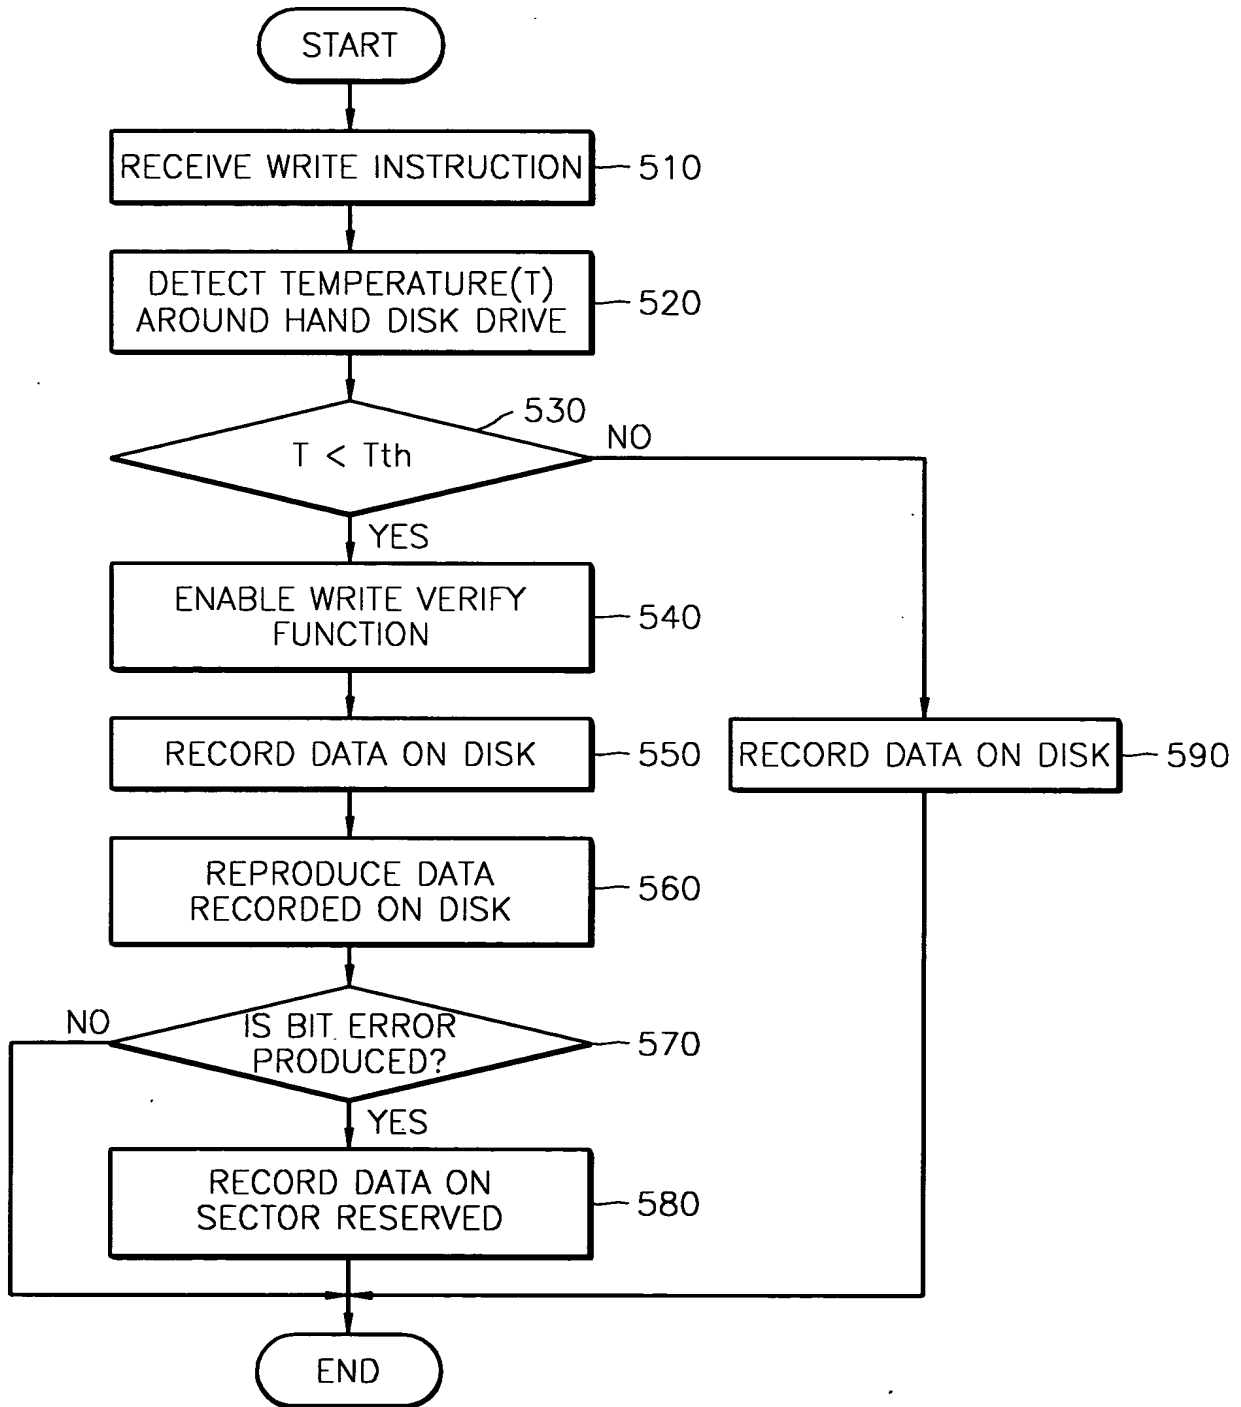 START
RECEIVE WRITE INSTRUCTION
510
DETECT TEMPERATURE(T)
AROUND HAND DISK DRIVE
520
530
T < Tth
NO
YES
ENABLE WRITE VERIFY
FUNCTION
540
RECORD DATA ON DISK
550
RECORD DATA ON DISK
590
REPRODUCE DATA
RECORDED ON DISK
560
NO
IS BIT ERROR
PRODUCED?
570
YES
RECORD DATA ON
SECTOR RESERVED
580
END